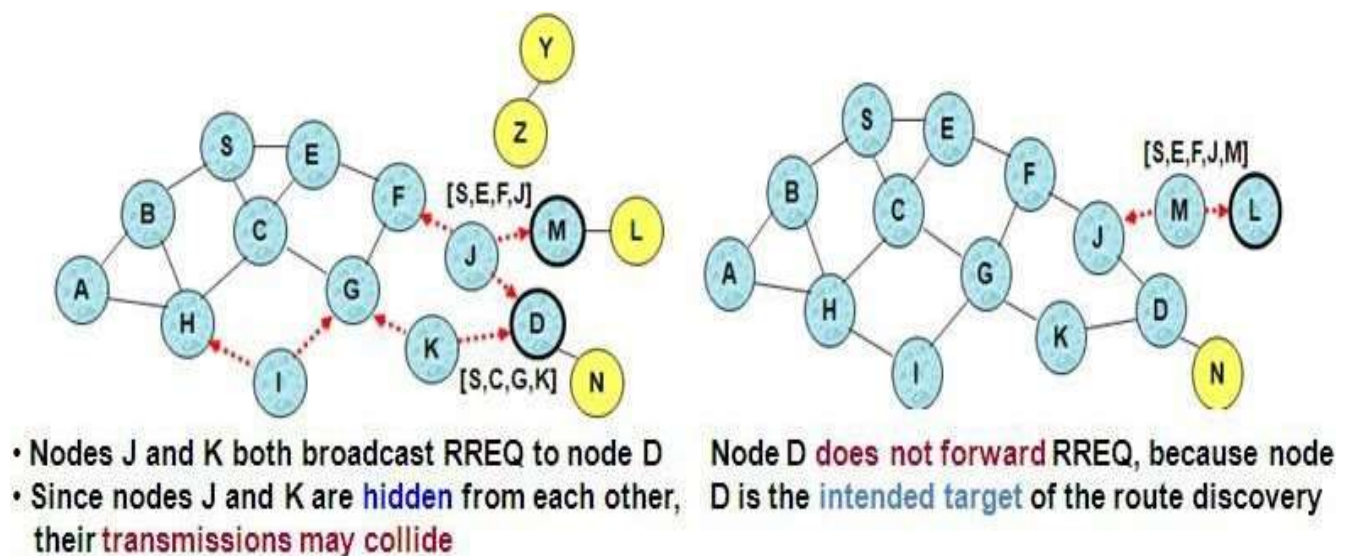 Y
Z
S
E
F
[S,E,F,J]
B
C
J
M
L
A
G
H
K
D
I
[S,C,G,K]
N
• Nodes J and K both broadcast RREQ to node D
• Since nodes J and K are hidden from each other,
their transmissions may collide
S
E
[S,E,F,J,M]
F
B
C
M
L
J
A
G
H
K
D
I
N
Node D does not forward RREQ, because node
D is the intended target of the route discovery